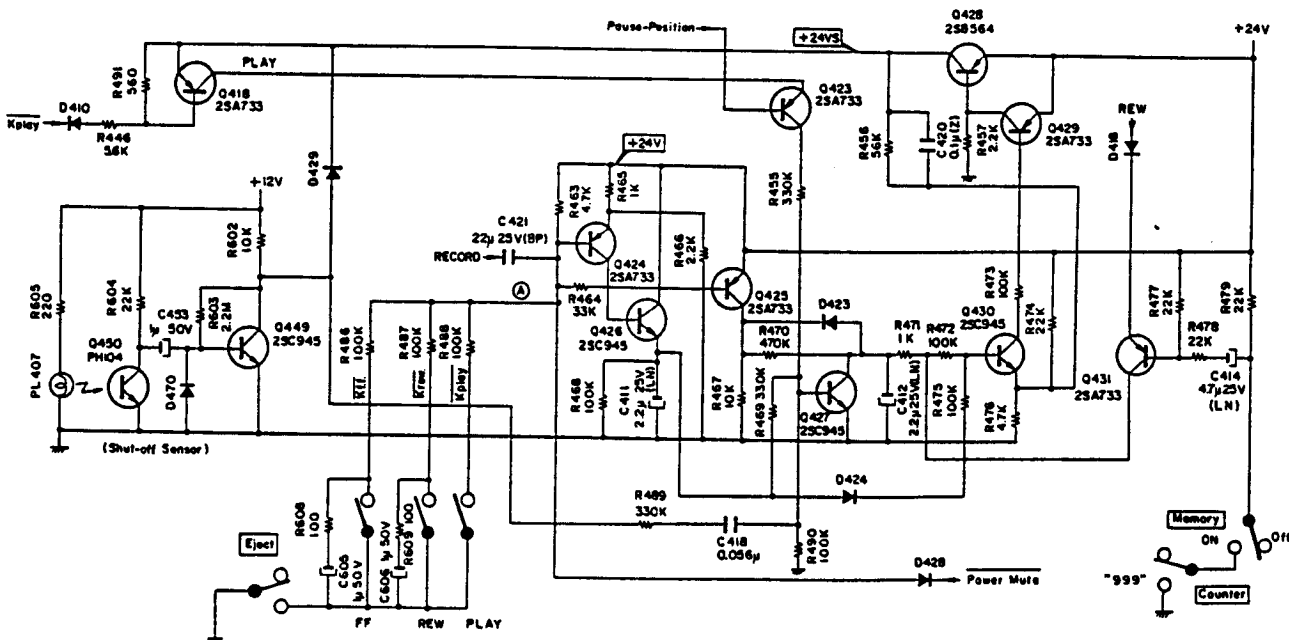 Pause-Position
+24VS
Q428
2SB564
+24V
R491
560
PLAY
Q418
2SA733
Q423
2SA733
Kplay
D410
R446
56K
D429
+24V
R456
56K
C420
0.1μ(Z)
R457
2.2K
Q429
2SA733
REW
D418
+12V
R602
10K
R463
4.7K
R465
1K
R455
330K
C421
22μ 25V(BP)
RECORD
Q424
2SA733
R466
2.2K
R605
220
R604
22K
C453
1μ 50V
R603
2.2M
Q449
2SC945
A
R464
33K
Q425
2SA733
D423
R473
100K
R477
22K
R479
22K
Q450
PH104
R486
100K
R487
100K
R488
100K
Q426
2SC945
R470
470K
R471
1K
R472
100K
Q430
2SC945
R474
22K
R478
22K
PL407
D470
Kff
Krew
Kplay
R468
100K
C411
2.2μ 25V
(LN)
R467
10K
R469 330K
Q427
2SC945
C412
2.2μ25V(LN)
R475
100K
R476
4.7K
Q431
2SA733
C414
4.7μ25V
(LN)
(Shut-off Sensor)
D424
R608
100
R489
330K
C418
0.056μ
R490
100K
Eject
C605
1μ 50V
C606 1μ 50V
R609 100
D428
Power Mute
Memory
ON
Off
"999"
Counter
FF
REW
PLAY